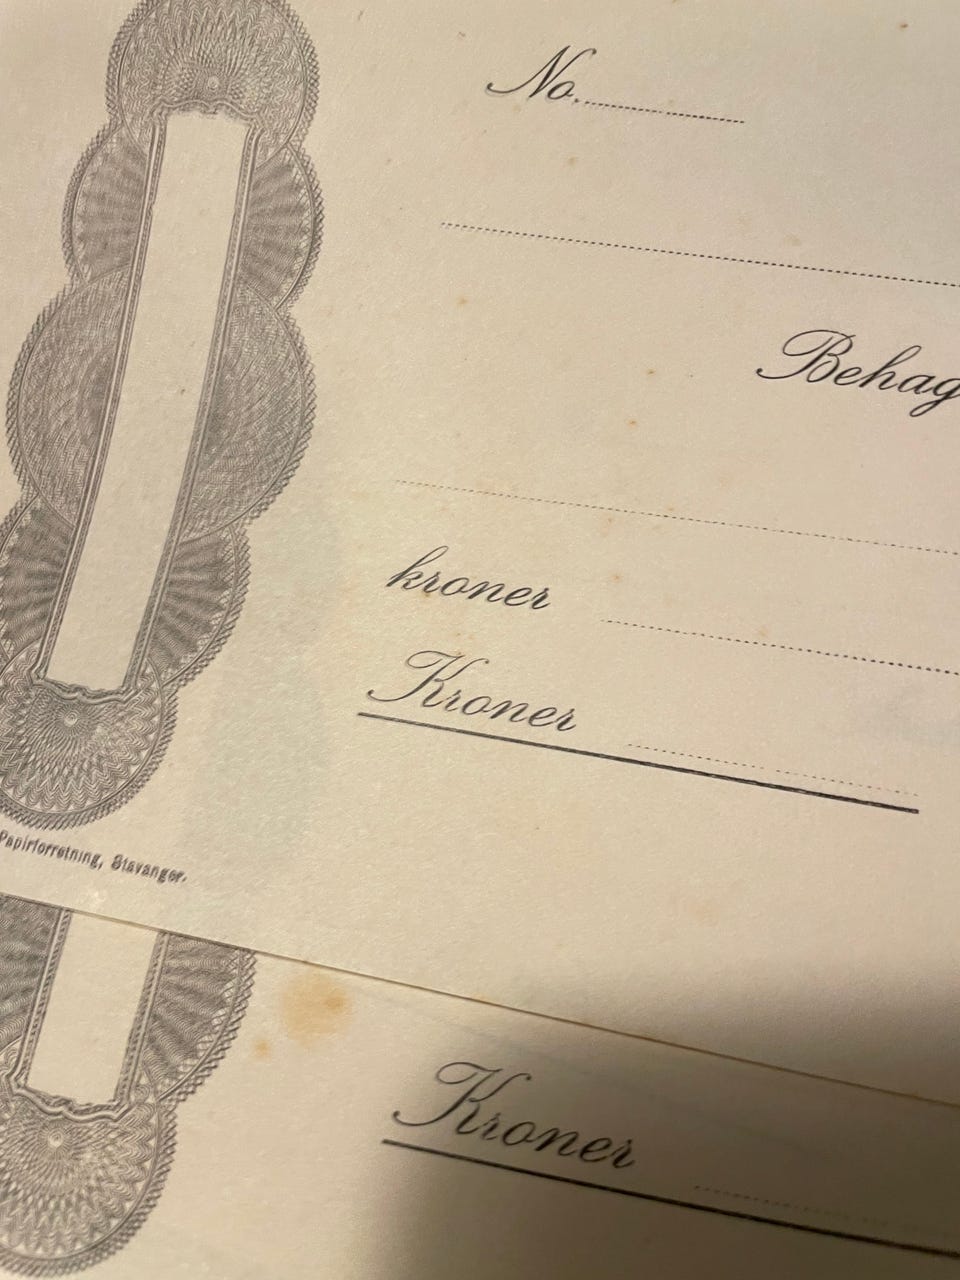 No.
Behag
kroner
Kroner
Papirforretning, Stavanger.
Kroner